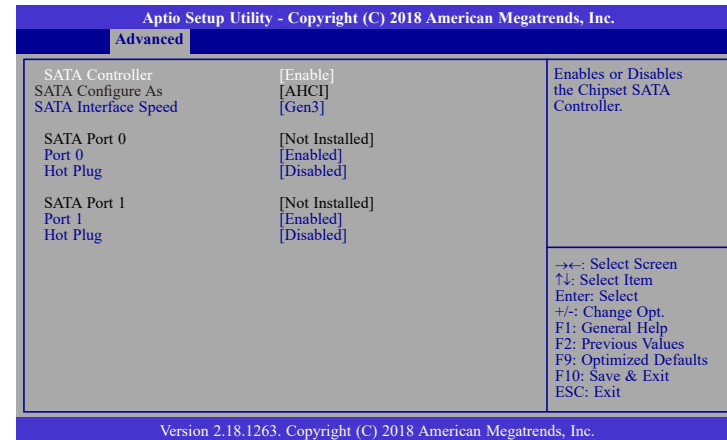 Aptio Setup Utility - Copyright (C) 2018 American Megatrends, Inc.
Advanced
SATA Controller [Enable]
SATA Configure As [AHCI]
SATA Interface Speed [Gen3]
SATA Port 0 [Not Installed]
Port 0 [Enabled]
Hot Plug [Disabled]
SATA Port 1 [Not Installed]
Port 1 [Enabled]
Hot Plug [Disabled]
Enables or Disables
the Chipset SATA
Controller.
→←: Select Screen
↑↓: Select Item
Enter: Select
+/-: Change Opt.
F1: General Help
F2: Previous Values
F9: Optimized Defaults
F10: Save & Exit
ESC: Exit
Version 2.18.1263. Copyright (C) 2018 American Megatrends, Inc.